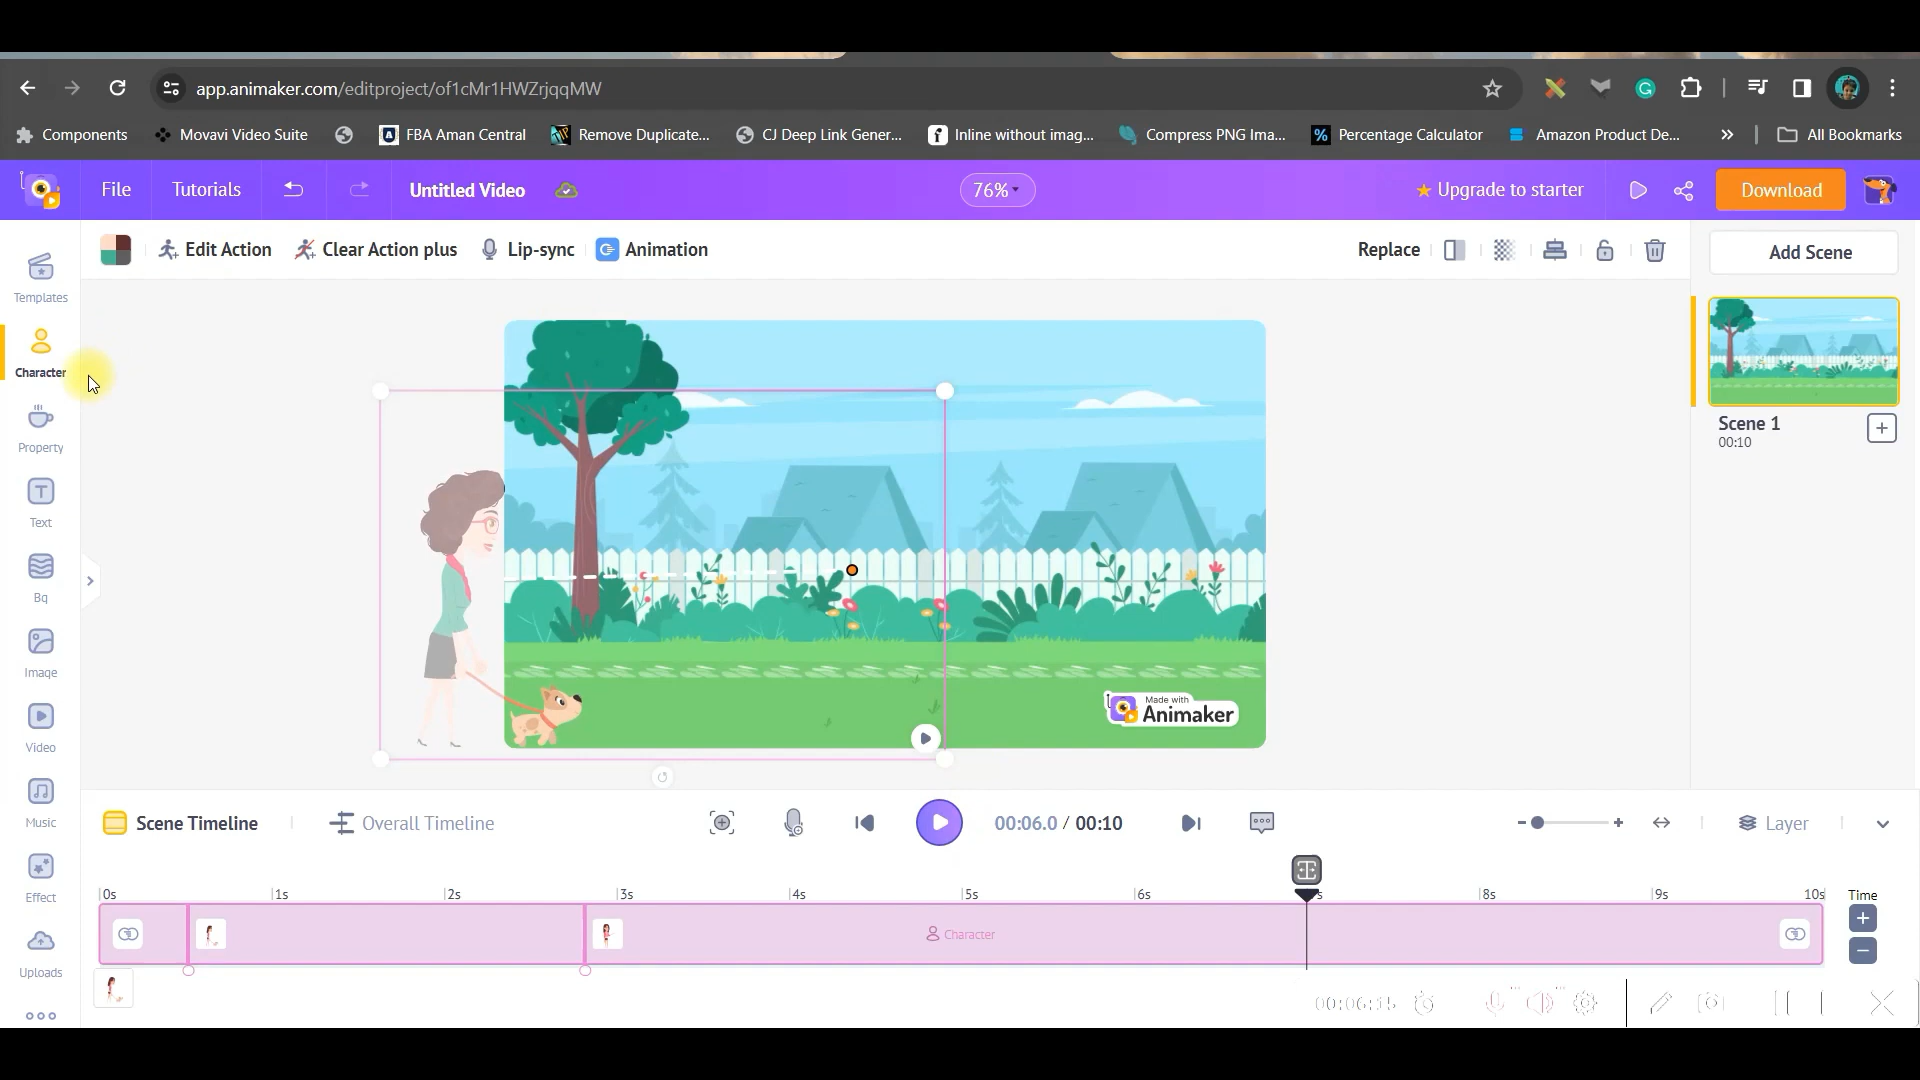 app.animaker.com/editproject/of1cMr1HWZrjqqMW
Components
Movavi Video Suite
FBA Aman Central
Remove Duplicate...
CJ Deep Link Gener...
Inline without imag...
Compress PNG Ima...
Percentage Calculator
Amazon Product De...
All Bookmarks
File
Tutorials
Untitled Video
76%
Upgrade to starter
Download
Edit Action
Clear Action plus
Lip-sync
Animation
Replace
Add Scene
Templates
Character
Property
Text
Bg
Image
Video
Music
Effect
Uploads
Scene 1
00:10
Made with
Animaker
Scene Timeline
Overall Timeline
00:06.0 / 00:10
Layer
0s
1s
2s
3s
4s
5s
6s
8s
9s
10s
Time
Character
00:06:15